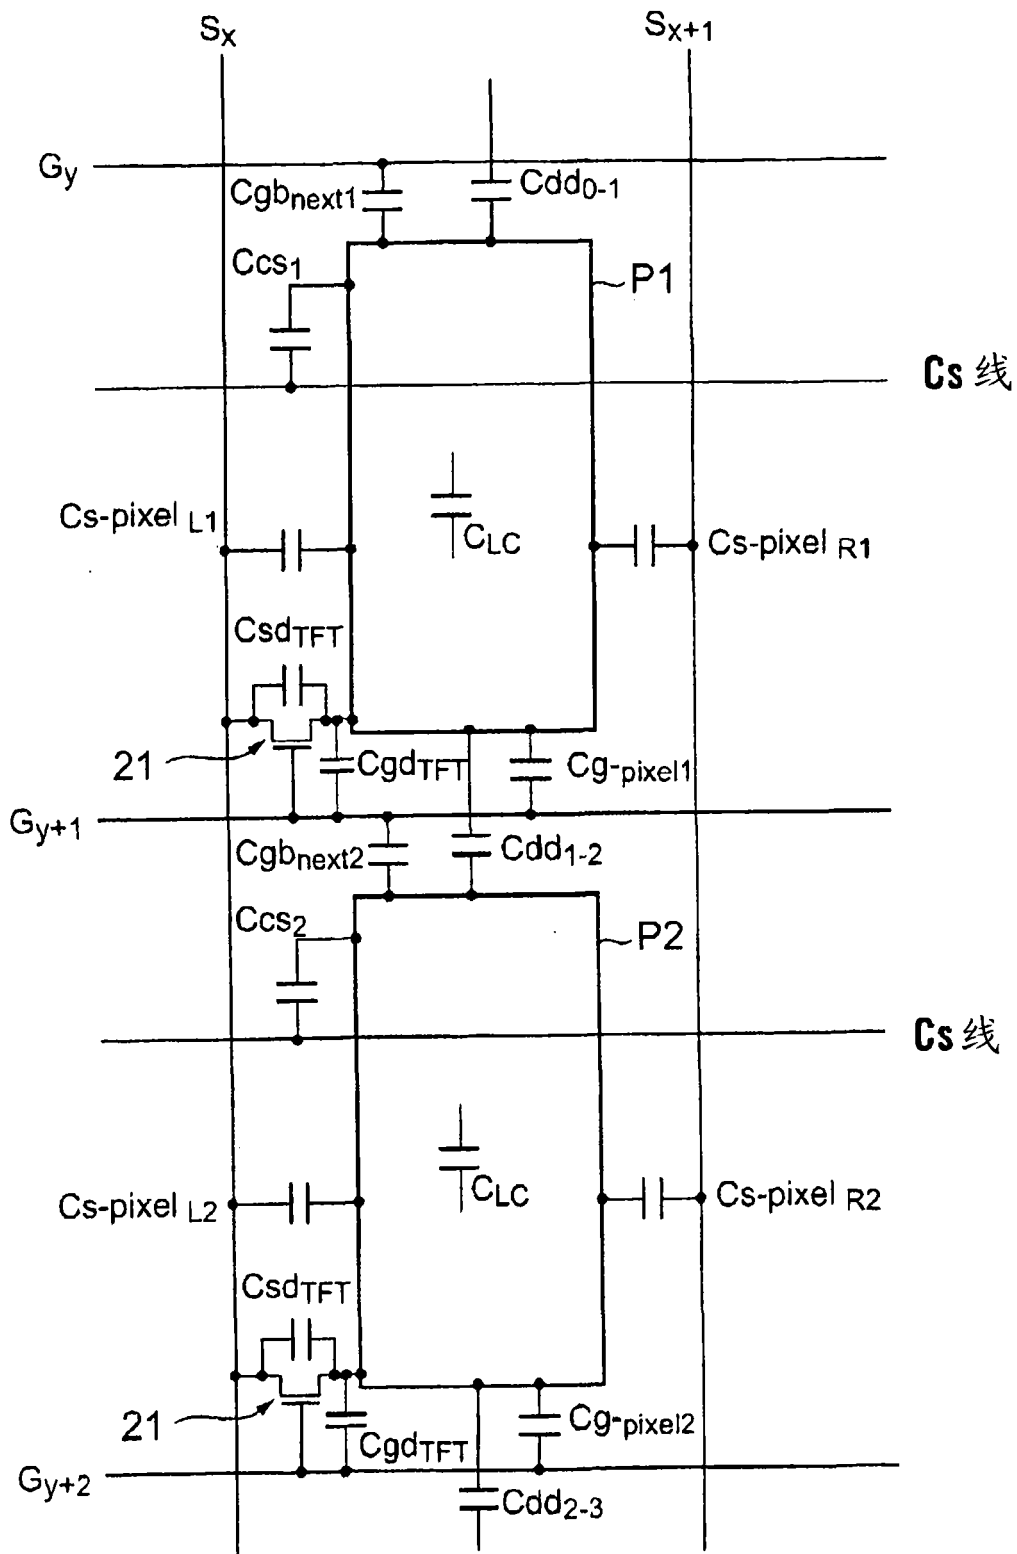 Sx
Sx+1
Gy
Cgbnext1
Cdd0-1
Ccs1
P1
Cs 线
Cs-pixel L1
CLC
Cs-pixel R1
CsdTFT
21
CgdTFT
Cg-pixel1
Gy+1
Cgbnext2
Cdd1-2
Ccs2
P2
Cs 线
Cs-pixel L2
CLC
Cs-pixel R2
CsdTFT
21
CgdTFT
Cg-pixel2
Gy+2
Cdd2-3